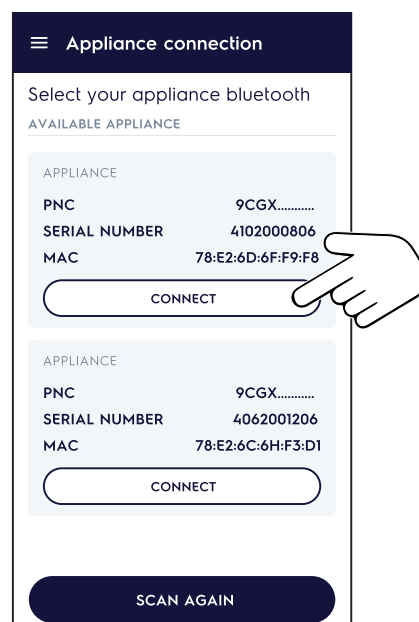 Appliance connection
Select your appliance bluetooth
AVAILABLE APPLIANCE
APPLIANCE
PNC 9CGX...........
SERIAL NUMBER 4102000806
MAC 78:E2:6D:6F:F9:F8
CONNECT
APPLIANCE
PNC 9CGX...........
SERIAL NUMBER 4062001206
MAC 78:E2:6C:6H:F3:D1
CONNECT
SCAN AGAIN